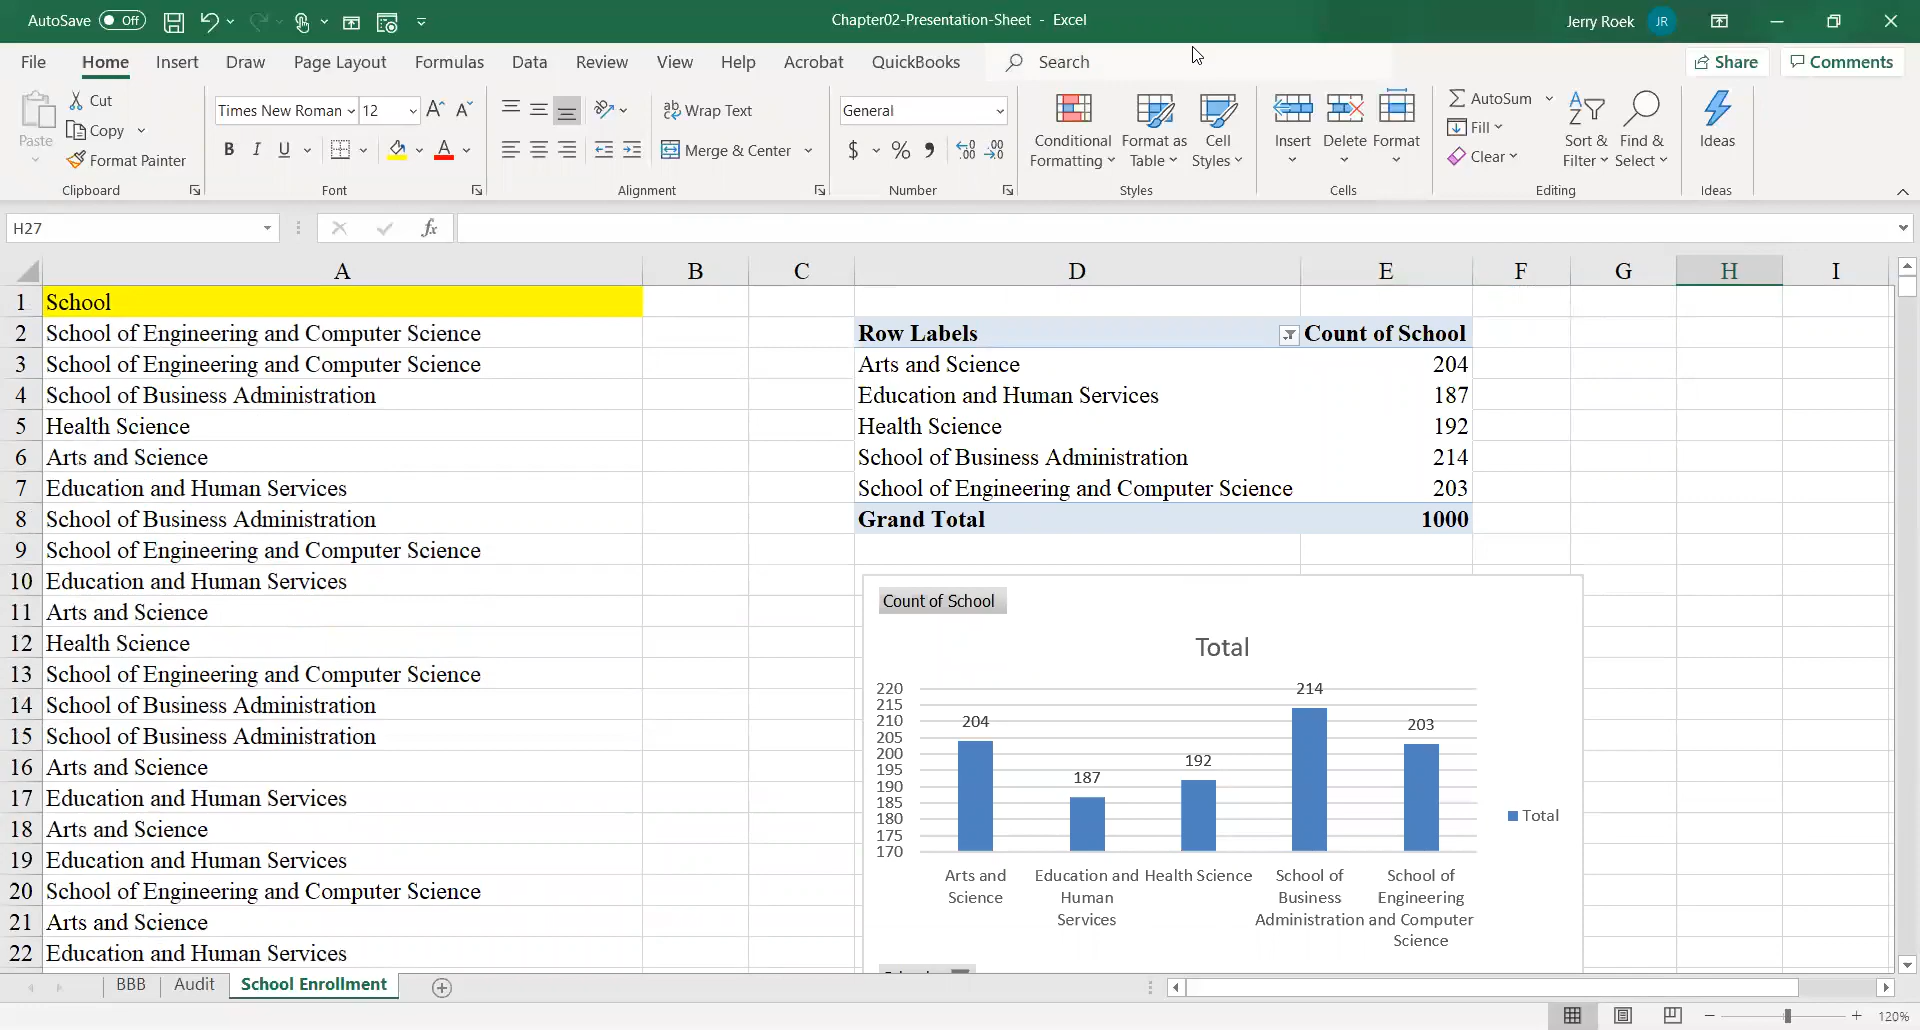 AutoSave Off
Chapter02-Presentation-Sheet - Excel
Jerry Roek JR
File Home Insert Draw Page Layout Formulas Data Review View Help Acrobat QuickBooks Search Share Comments
Paste
Cut
Copy
Format Painter
Clipboard
Times New Roman 12
B I U A
Font
Wrap Text
Merge & Center
Alignment
General
$ % 9
Number
Conditional Formatting
Format as Table
Cell Styles
Styles
Insert
Delete
Format
Cells
AutoSum
Fill
Clear
Sort & Filter
Find & Select
Editing
Ideas
Ideas
H27 fx
A B C D E F G H I
1 School
2 School of Engineering and Computer Science Row Labels Count of School
3 School of Engineering and Computer Science Arts and Science 204
4 School of Business Administration Education and Human Services 187
5 Health Science Health Science 192
6 Arts and Science School of Business Administration 214
7 Education and Human Services School of Engineering and Computer Science 203
8 School of Business Administration Grand Total 1000
9 School of Engineering and Computer Science
10 Education and Human Services
11 Arts and Science
12 Health Science
13 School of Engineering and Computer Science
14 School of Business Administration
15 School of Business Administration
16 Arts and Science
17 Education and Human Services
18 Arts and Science
19 Education and Human Services
20 School of Engineering and Computer Science
21 Arts and Science
22 Education and Human Services
Count of School
Total
220
215
210
205
200
195
190
185
180
175
170
204
187
192
214
203
Arts and Science
Education and Human Services
Health Science
School of Business Administration
School of Engineering and Computer Science
Total
BBB Audit School Enrollment
120%